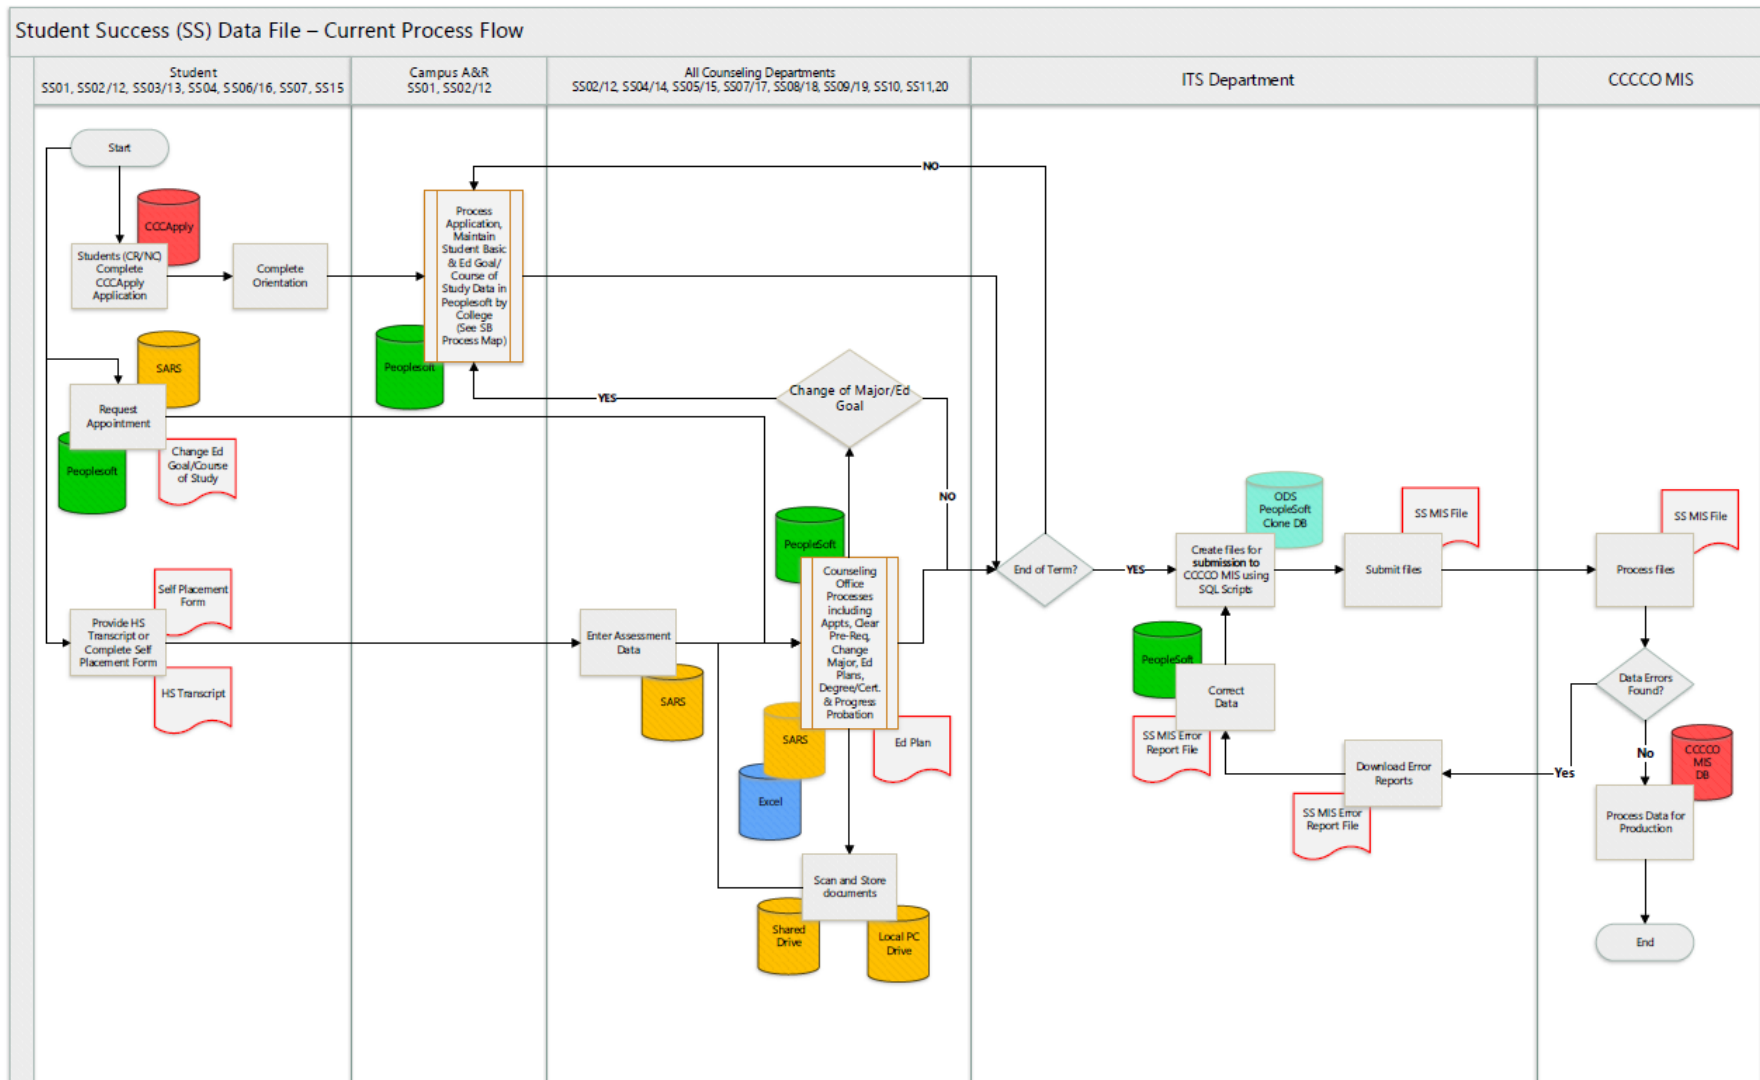 Student Success (SS) Data File – Current Process Flow
Student
SS01, SS02/12, SS03/13, SS04, SS06/16, SS07, SS15
Campus A&R
SS01, SS02/12
All Counseling Departments
SS02/12, SS04/14, SS05/15, SS07/17, SS08/18, SS09/19, SS10, SS11,20
ITS Department
CCCCO MIS
Start
CCCApply
Students (CR/NC)
Complete
CCCApply
Application
Complete
Orientation
Process
Application,
Maintain
Student Basic
& Ed Goal/
Course of
Study Data in
Peoplesoft by
College
(See SB
Process Map)
Peoplesoft
NO
SARS
Request
Appointment
Peoplesoft
Change Ed
Goal/Course
of Study
YES
Change of Major/Ed
Goal
NO
Self Placement
Form
Provide HS
Transcript or
Complete Self
Placement Form
HS Transcript
Enter Assessment
Data
SARS
PeopleSoft
Counseling
Office
Processes
including
Appts, Clear
Pre-Req,
Change
Major, Ed
Plans,
Degree/Cert.
& Progress
Probation
SARS
Excel
Ed Plan
Scan and Store
documents
Shared
Drive
Local PC
Drive
End of Term?
YES
ODS
PeopleSoft
Clone DB
Create files for
submission to
CCCCO MIS using
SQL Scripts
SS MIS File
Submit files
PeopleSoft
Correct
Data
SS MIS Error
Report File
Download Error
Reports
SS MIS Error
Report File
SS MIS File
Process files
Data Errors
Found?
Yes
No
CCCCO
MIS
DB
Process Data for
Production
End